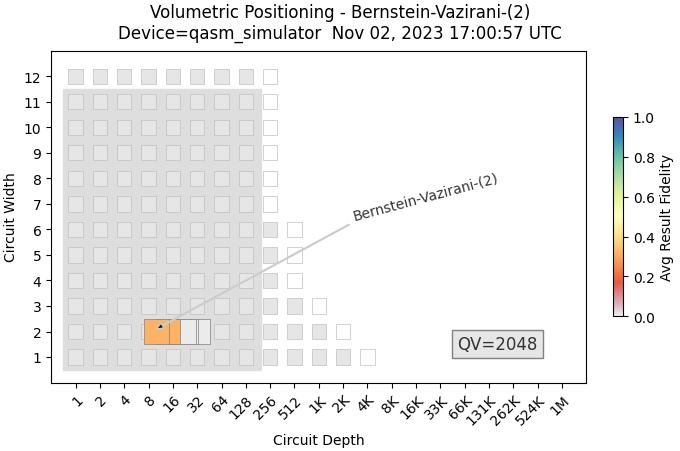 Volumetric Positioning - Bernstein-Vazirani-(2)
Device=qasm_simulator  Nov 02, 2023 17:00:57 UTC
12
11
10
9
8
7
6
5
4
3
2
1
Circuit Width
Bernstein-Vazirani-(2)
QV=2048
1 2 4 8 16 32 64 128 256 512 1K 2K 4K 8K 16K 33K 66K 131K 262K 524K 1M
Circuit Depth
1.0
0.8
0.6
0.4
0.2
0.0
Avg Result Fidelity